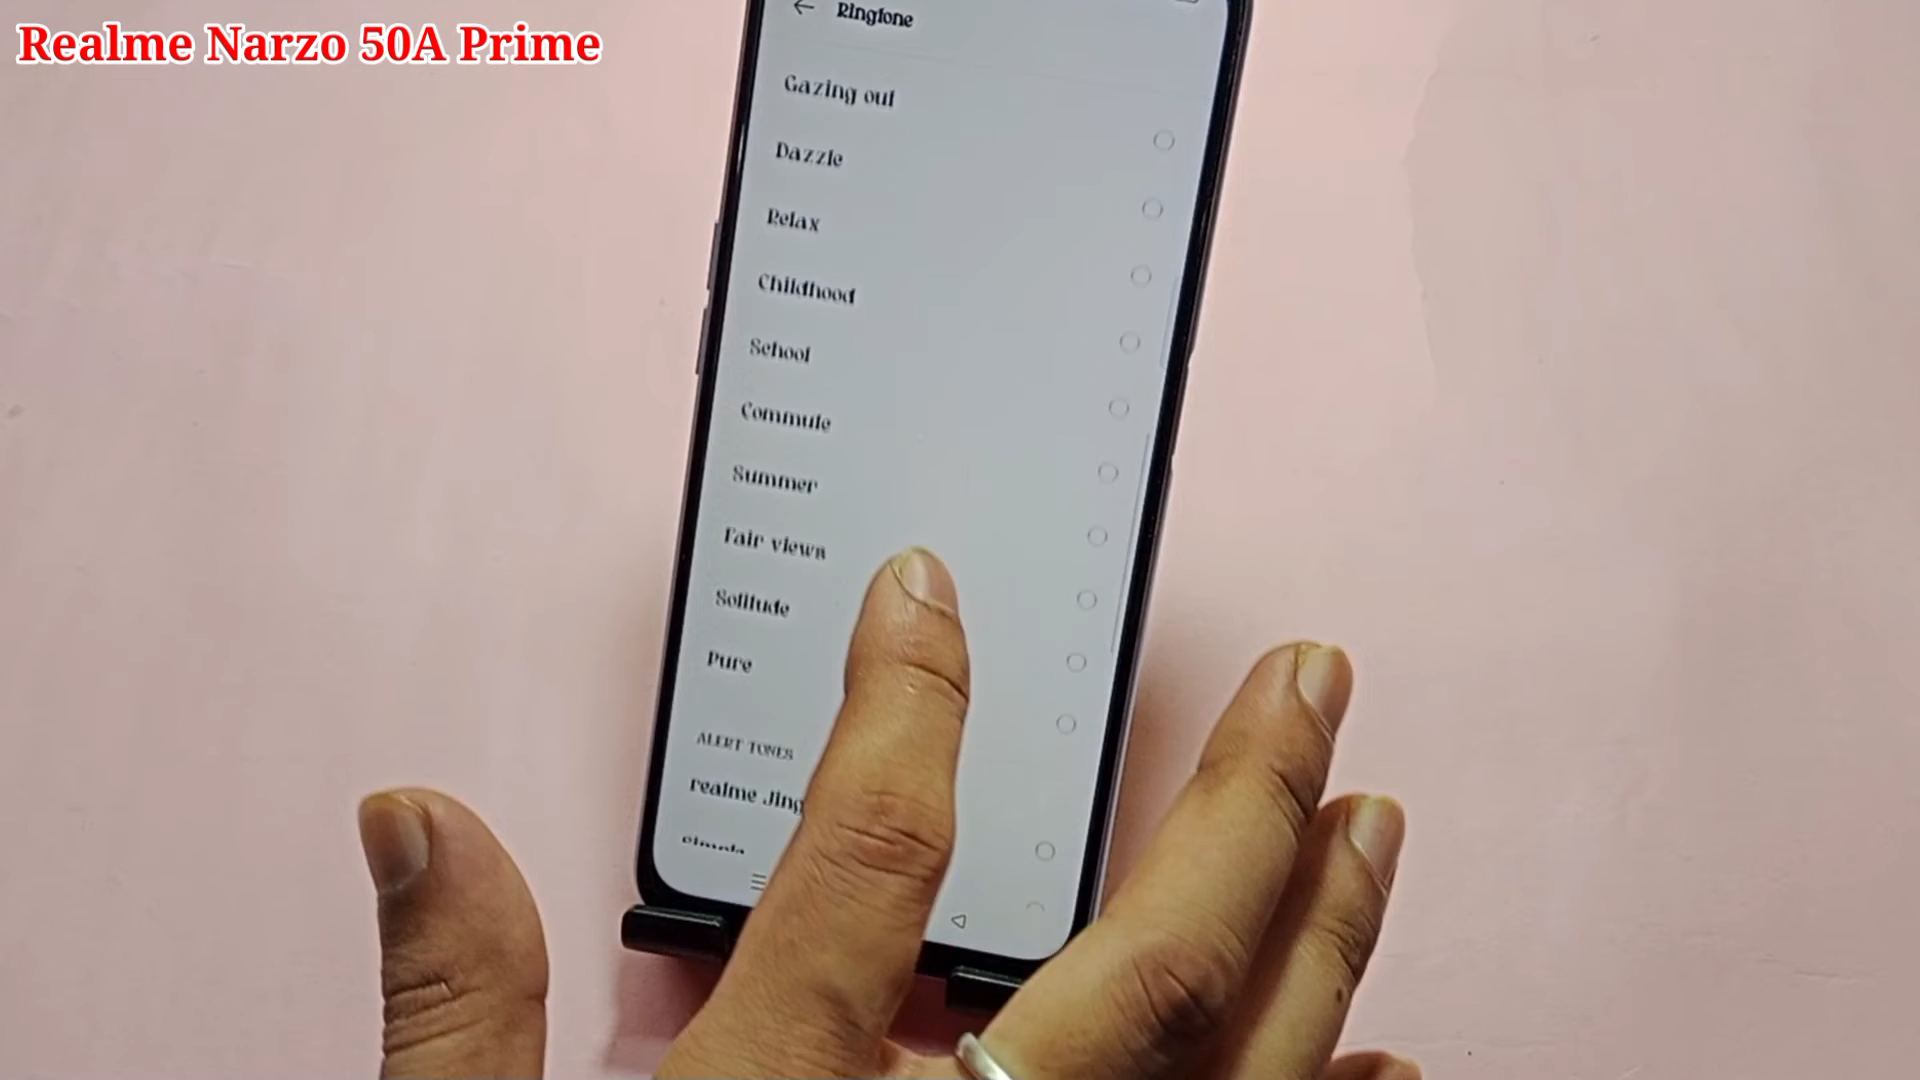 Realme Narzo 50A Prime
Ringtone
Gazing out
Dazzle
Relax
Childhood
School
Commute
Summer
Fair views
Solitude
Pure
ALERT TONES
realme Jing